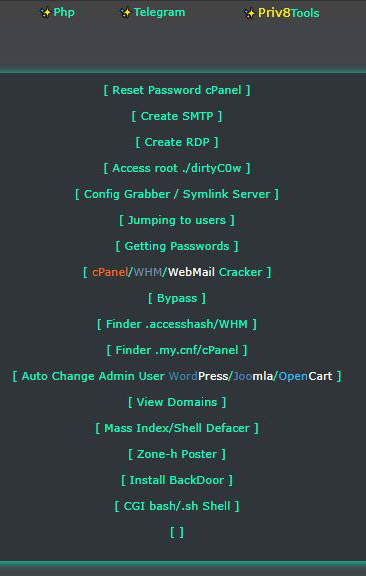 Php Telegram Priv8Tools
[ Reset Password cPanel ]
[ Create SMTP ]
[ Create RDP ]
[ Access root ./dirtyC0w ]
[ Config Grabber / Symlink Server ]
[ Jumping to users ]
[ Getting Passwords ]
[ cPanel/WHM/WebMail Cracker ]
[ Bypass ]
[ Finder .accesshash/WHM ]
[ Finder .my.cnf/cPanel ]
[ Auto Change Admin User WordPress/Joomla/OpenCart ]
[ View Domains ]
[ Mass Index/Shell Defacer ]
[ Zone-h Poster ]
[ Install BackDoor ]
[ CGI bash/.sh Shell ]
[ ]